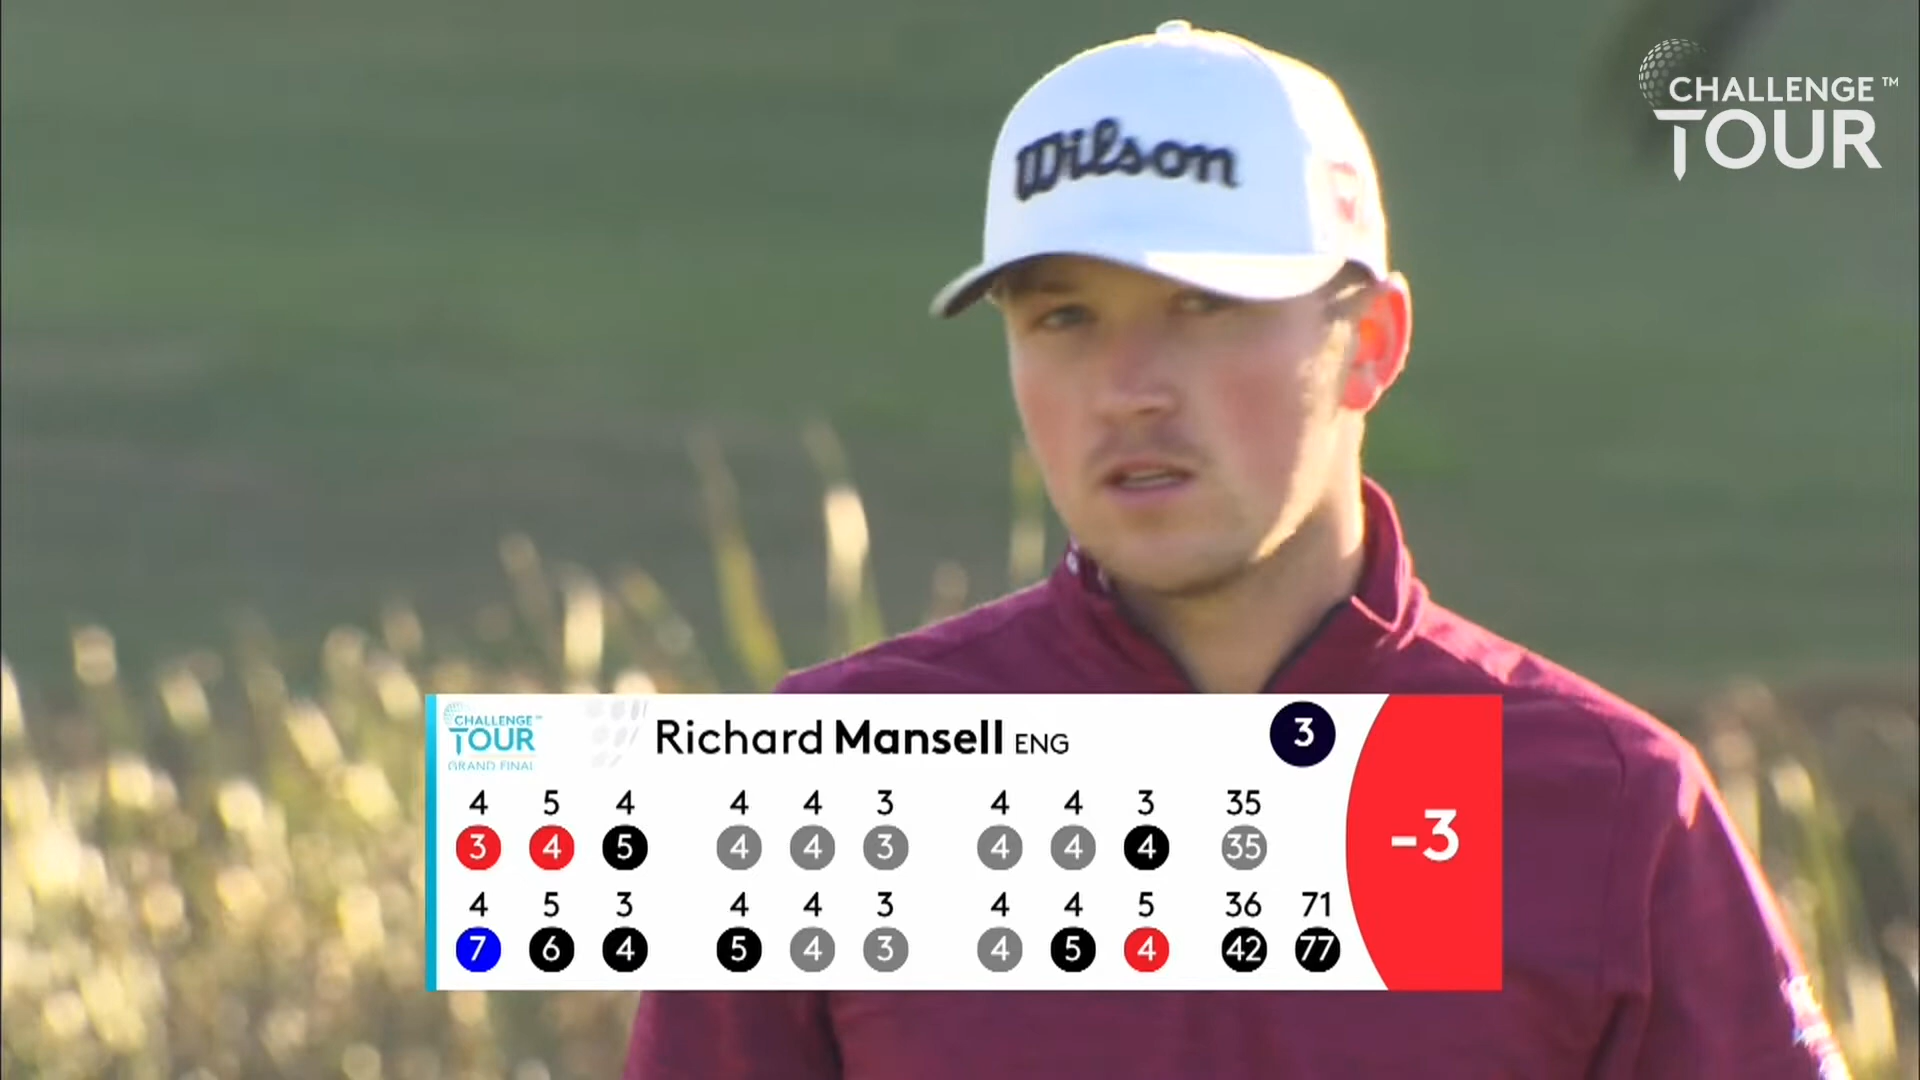 Wilson
CHALLENGE™
TOUR
CHALLENGE™
TOUR
GRAND FINAL
Richard Mansell ENG 3
4 5 4 4 4 3 4 4 3 35
3 4 5 4 4 3 4 4 4 35
-3
4 5 3 4 4 3 4 4 5 36 71
7 6 4 5 4 3 4 5 4 42 77